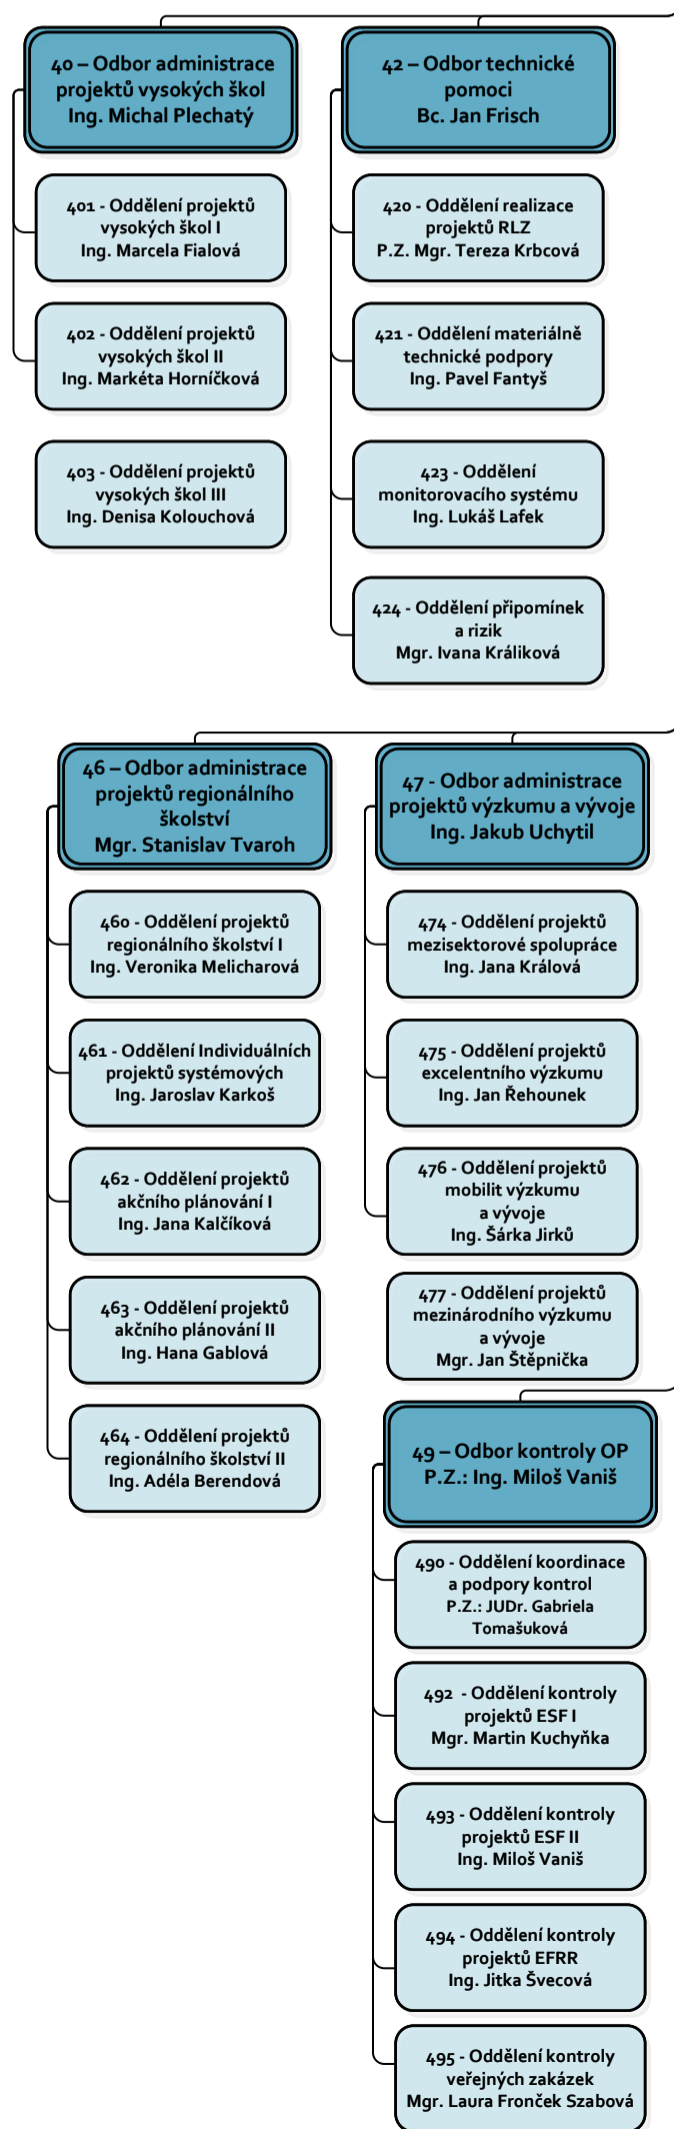 40 – Odbor administrace
projektů vysokých škol
Ing. Michal Plechatý
401 - Oddělení projektů
vysokých škol I
Ing. Marcela Fialová
402 - Oddělení projektů
vysokých škol II
Ing. Markéta Horníčková
403 - Oddělení projektů
vysokých škol III
Ing. Denisa Kolouchová
42 – Odbor technické
pomoci
Bc. Jan Frisch
420 - Oddělení realizace
projektů RLZ
P.Z. Mgr. Tereza Krbcová
421 - Oddělení materiálně
technické podpory
Ing. Pavel Fantyš
423 - Oddělení
monitorovacího systému
Ing. Lukáš Lafek
424 - Oddělení připomínek
a rizik
Mgr. Ivana Králiková
46 – Odbor administrace
projektů regionálního
školství
Mgr. Stanislav Tvaroh
460 - Oddělení projektů
regionálního školství I
Ing. Veronika Melicharová
461 - Oddělení Individuálních
projektů systémových
Ing. Jaroslav Karkoš
462 - Oddělení projektů
akčního plánování I
Ing. Jana Kalčíková
463 - Oddělení projektů
akčního plánování II
Ing. Hana Gablová
464 - Oddělení projektů
regionálního školství II
Ing. Adéla Berendová
47 - Odbor administrace
projektů výzkumu a vývoje
Ing. Jakub Uchytil
474 - Oddělení projektů
mezisektorové spolupráce
Ing. Jana Králová
475 - Oddělení projektů
excelentního výzkumu
Ing. Jan Řehounek
476 - Oddělení projektů
mobilit výzkumu
a vývoje
Ing. Šárka Jirků
477 - Oddělení projektů
mezinárodního výzkumu
a vývoje
Mgr. Jan Štěpnička
49 – Odbor kontroly OP
P.Z.: Ing. Miloš Vaniš
490 - Oddělení koordinace
a podpory kontrol
P.Z.: JUDr. Gabriela
Tomašuková
492 - Oddělení kontroly
projektů ESF I
Mgr. Martin Kuchyňka
493 - Oddělení kontroly
projektů ESF II
Ing. Miloš Vaniš
494 - Oddělení kontroly
projektů EFRR
Ing. Jitka Švecová
495 - Oddělení kontroly
veřejných zakázek
Mgr. Laura Fronček Szabová